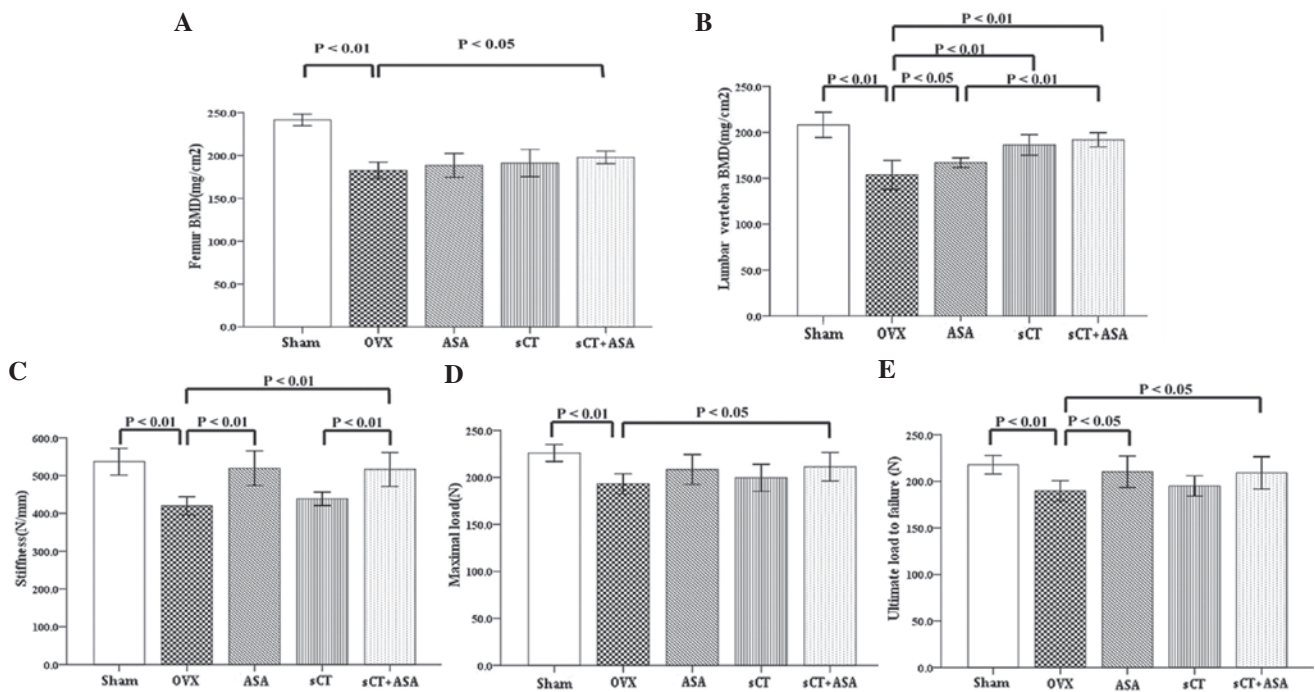 A
P < 0.01
P < 0.05
Femur BMD(mg/cm2)
250.0
200.0
150.0
100.0
50.0
0.0
Sham OVX ASA sCT sCT+ASA
B
P < 0.01
P < 0.01
P < 0.01 P < 0.05 P < 0.01
Lumbar vertebra BMD(mg/cm2)
250.0
200.0
150.0
100.0
50.0
0.0
Sham OVX ASA sCT sCT+ASA
C
P < 0.01
P < 0.01 P < 0.01 P < 0.01
Stiffness(N/mm)
600.0
500.0
400.0
300.0
200.0
100.0
0.0
Sham OVX ASA sCT sCT+ASA
D
P < 0.01 P < 0.05
Maximal load(N)
250.0
200.0
150.0
100.0
50.0
0.0
Sham OVX ASA sCT sCT+ASA
E
P < 0.05
P < 0.01 P < 0.05
Ultimate load to failure (N)
250.0
200.0
150.0
100.0
50.0
0.0
Sham OVX ASA sCT sCT+ASA